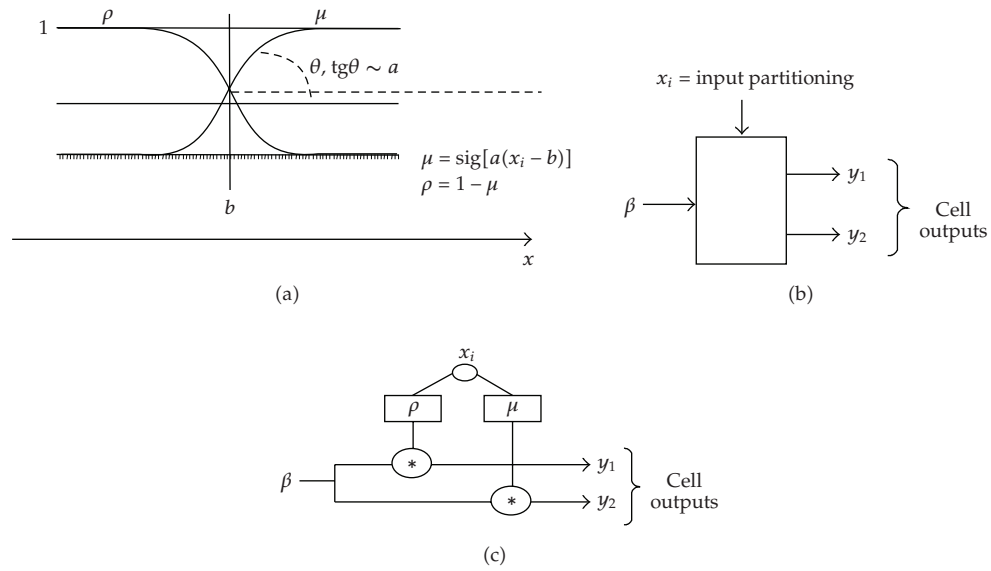 ρ
μ
1
θ, tgθ ∼ a
μ = sig[a(xᵢ − b)]
ρ = 1 − μ
b
x
(a)
xᵢ = input partitioning
β
y₁
y₂
Cell
outputs
(b)
xᵢ
ρ
μ
*
*
β
y₁
y₂
Cell
outputs
(c)